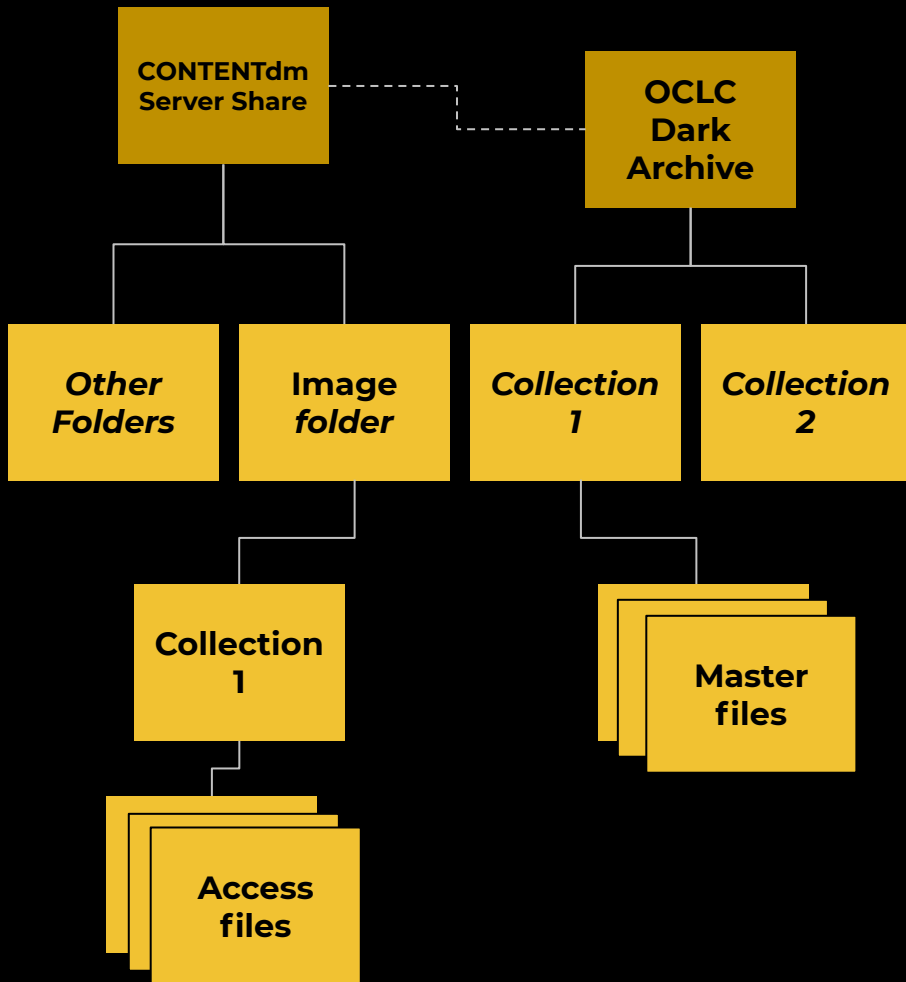 CONTENTdm
Server Share
OCLC
Dark
Archive
Other
Folders
Image
folder
Collection
1
Collection
2
Collection
1
Master
files
Access
files